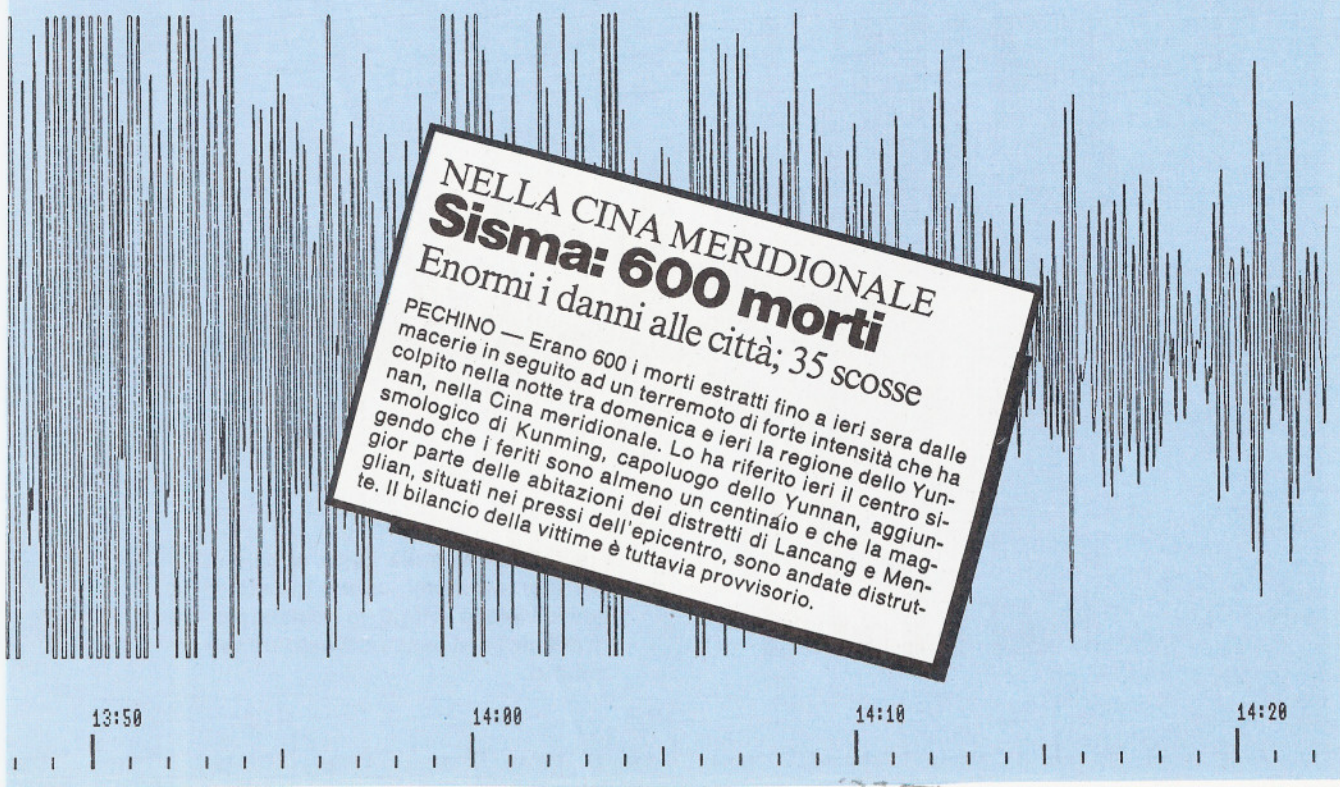 NELLA CINA MERIDIONALE
Sisma: 600 morti
Enormi i danni alle città; 35 scosse
PECHINO — Erano 600 i morti estratti fino a ieri sera dalle
macerie in seguito ad un terremoto di forte intensità che ha
colpito nella notte tra domenica e ieri la regione dello Yun-
nan, nella Cina meridionale. Lo ha riferito ieri il centro si-
smologico di Kunming, capoluogo dello Yunnan, aggiun-
gendo che i feriti sono almeno un centinaio e che la mag-
gior parte delle abitazioni dei distretti di Lancang e Men-
glian, situati nei pressi dell'epicentro, sono andate distrut-
te. Il bilancio della vittime è tuttavia provvisorio.
13:50 14:00 14:10 14:20